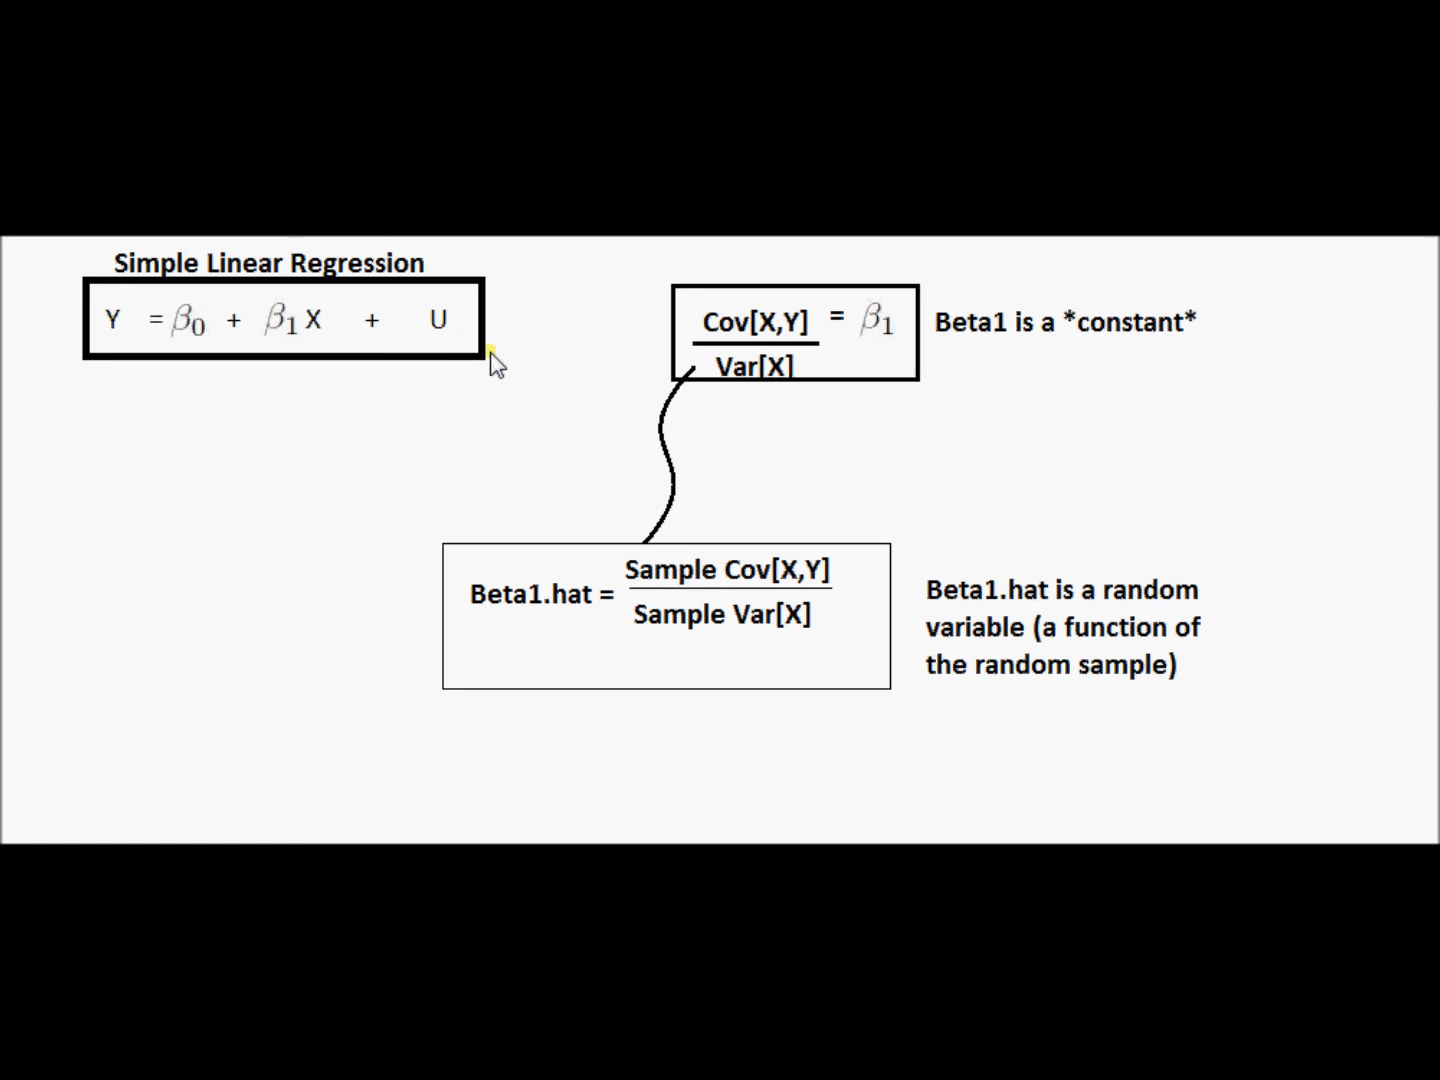 Simple Linear Regression
Y = β0 + β1 X + U
Cov[X,Y] = β1
Var[X]
Beta1 is a *constant*
Sample Cov[X,Y]
Beta1.hat =
Sample Var[X]
Beta1.hat is a random
variable (a function of
the random sample)